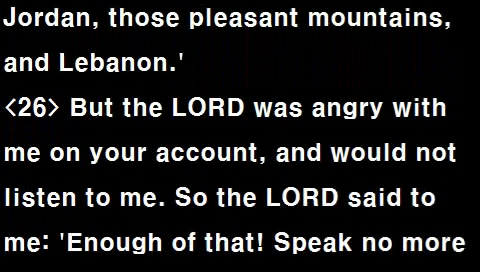 Jordan, those pleasant mountains,
and Lebanon.'
<26> But the LORD was angry with
me on your account, and would not
listen to me. So the LORD said to
me: 'Enough of that! Speak no more